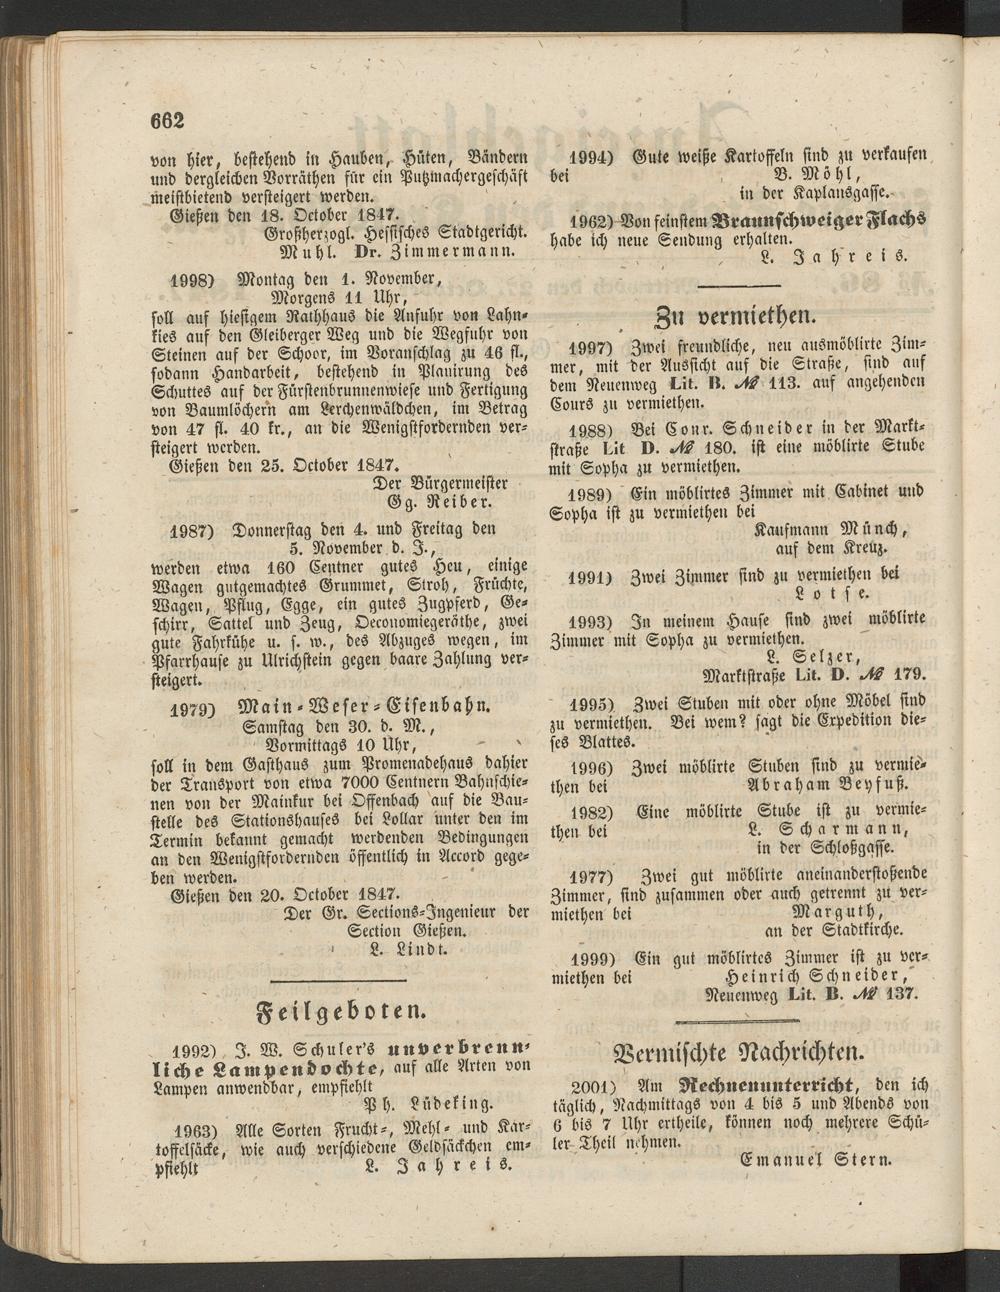 662
von hier, bestehend in Hauben, Hüten, Bändern
und dergleichen Vorräthen für ein Putzmachergeschäft
meistbietend versteigert werden.
Gießen den 18. October 1847.
Großherzogl. Hessisches Stadtgericht.
Muhl. Dr. Zimmermann.
1998) Montag den 1. November,
Morgens 11 Uhr,
soll auf hiesigem Rathhaus die Anfuhr von Lahn-
kies auf den Gleiberger Weg und die Wegfuhr von
Steinen auf der Schoor, im Voranschlag zu 46 fl.,
sodann Handarbeit, bestehend in Planirung des
Schuttes auf der Fürstenbrunnenwiese und Fertigung
von Baumlöchern am Lerchenwäldchen, im Betrag
von 47 fl. 40 kr., an die Wenigstfordernden ver-
steigert werden.
Gießen den 25. October 1847.
Der Bürgermeister
Gg. Reiber.
1987) Donnerstag den 4. und Freitag den
5. November d. J.,
werden etwa 160 Centner gutes Heu, einige
Wagen gutgemachtes Grummet, Stroh, Früchte,
Wagen, Pflug, Egge, ein gutes Zugpferd, Ge-
schirr, Sattel und Zeug, Oeconomiegeräthe, zwei
gute Fahrkühe u. s. w., des Abzuges wegen, im
Pfarrhause zu Ulrichstein gegen baare Zahlung ver-
steigert.
1979) Main-Weser-Eisenbahn.
Samstag den 30. d. M.,
Vormittags 10 Uhr,
soll in dem Gasthaus zum Promenadehaus dahier
der Transport von etwa 7000 Centnern Bahnschie-
nen von der Mainkur bei Offenbach auf die Bau-
stelle des Stationshauses bei Lollar unter den im
Termin bekannt gemacht werdenden Bedingungen
an den Wenigstfordernden öffentlich in Accord gege-
ben werden.
Gießen den 20. October 1847.
Der Gr. Sections-Ingenieur der
Section Gießen.
L. Lindt.
Feilgeboten.
1992) J. W. Schuler's unverbrenn-
liche Lampendochte, auf alle Arten von
Lampen anwendbar, empfiehlt
Ph. Lüdeking.
1963) Alle Sorten Frucht-, Mehl- und Kar-
toffelsäcke, wie auch verschiedene Geldsäckchen em-
pfiehlt L. Jahreis.
1994) Gute weiße Kartoffeln sind zu verkaufen
bei B. Möhl,
in der Kaplansgasse.
1962) Von feinstem Braunschweiger Flachs
habe ich neue Sendung erhalten.
L. Jahreis.
Zu vermiethen.
1997) Zwei freundliche, neu ausmöblirte Zim-
mer, mit der Aussicht auf die Straße, sind auf
dem Neuenweg Lit. B. № 113. auf angehenden
Cours zu vermiethen.
1988) Bei Conr. Schneider in der Markt-
straße Lit D. № 180. ist eine möblirte Stube
mit Sopha zu vermiethen.
1989) Ein möblirtes Zimmer mit Cabinet und
Sopha ist zu vermiethen bei
Kaufmann Münch,
auf dem Kreuz.
1991) Zwei Zimmer sind zu vermiethen bei
Lotse.
1993) In meinem Hause sind zwei möblirte
Zimmer mit Sopha zu vermiethen.
L. Selzer,
Marktstraße Lit. D. № 179.
1995) Zwei Stuben mit oder ohne Möbel sind
zu vermiethen. Bei wem? sagt die Expedition die-
ses Blattes.
1996) Zwei möblirte Stuben sind zu vermie-
then bei Abraham Beyfuß.
1982) Eine möblirte Stube ist zu vermie-
then bei L. Scharmann,
in der Schloßgasse.
1977) Zwei gut möblirte aneinanderstoßende
Zimmer, sind zusammen oder auch getrennt zu ver-
miethen bei Marguth,
an der Stadtkirche.
1999) Ein gut möblirtes Zimmer ist zu ver-
miethen bei Heinrich Schneider,
Neuenweg Lit. B. № 137.
Vermischte Nachrichten.
2001) Am Rechnenunterricht, den ich
täglich, Nachmittags von 4 bis 5 und Abends von
6 bis 7 Uhr ertheile, können noch mehrere Schü-
ler Theil nehmen.
Emanuel Stern.